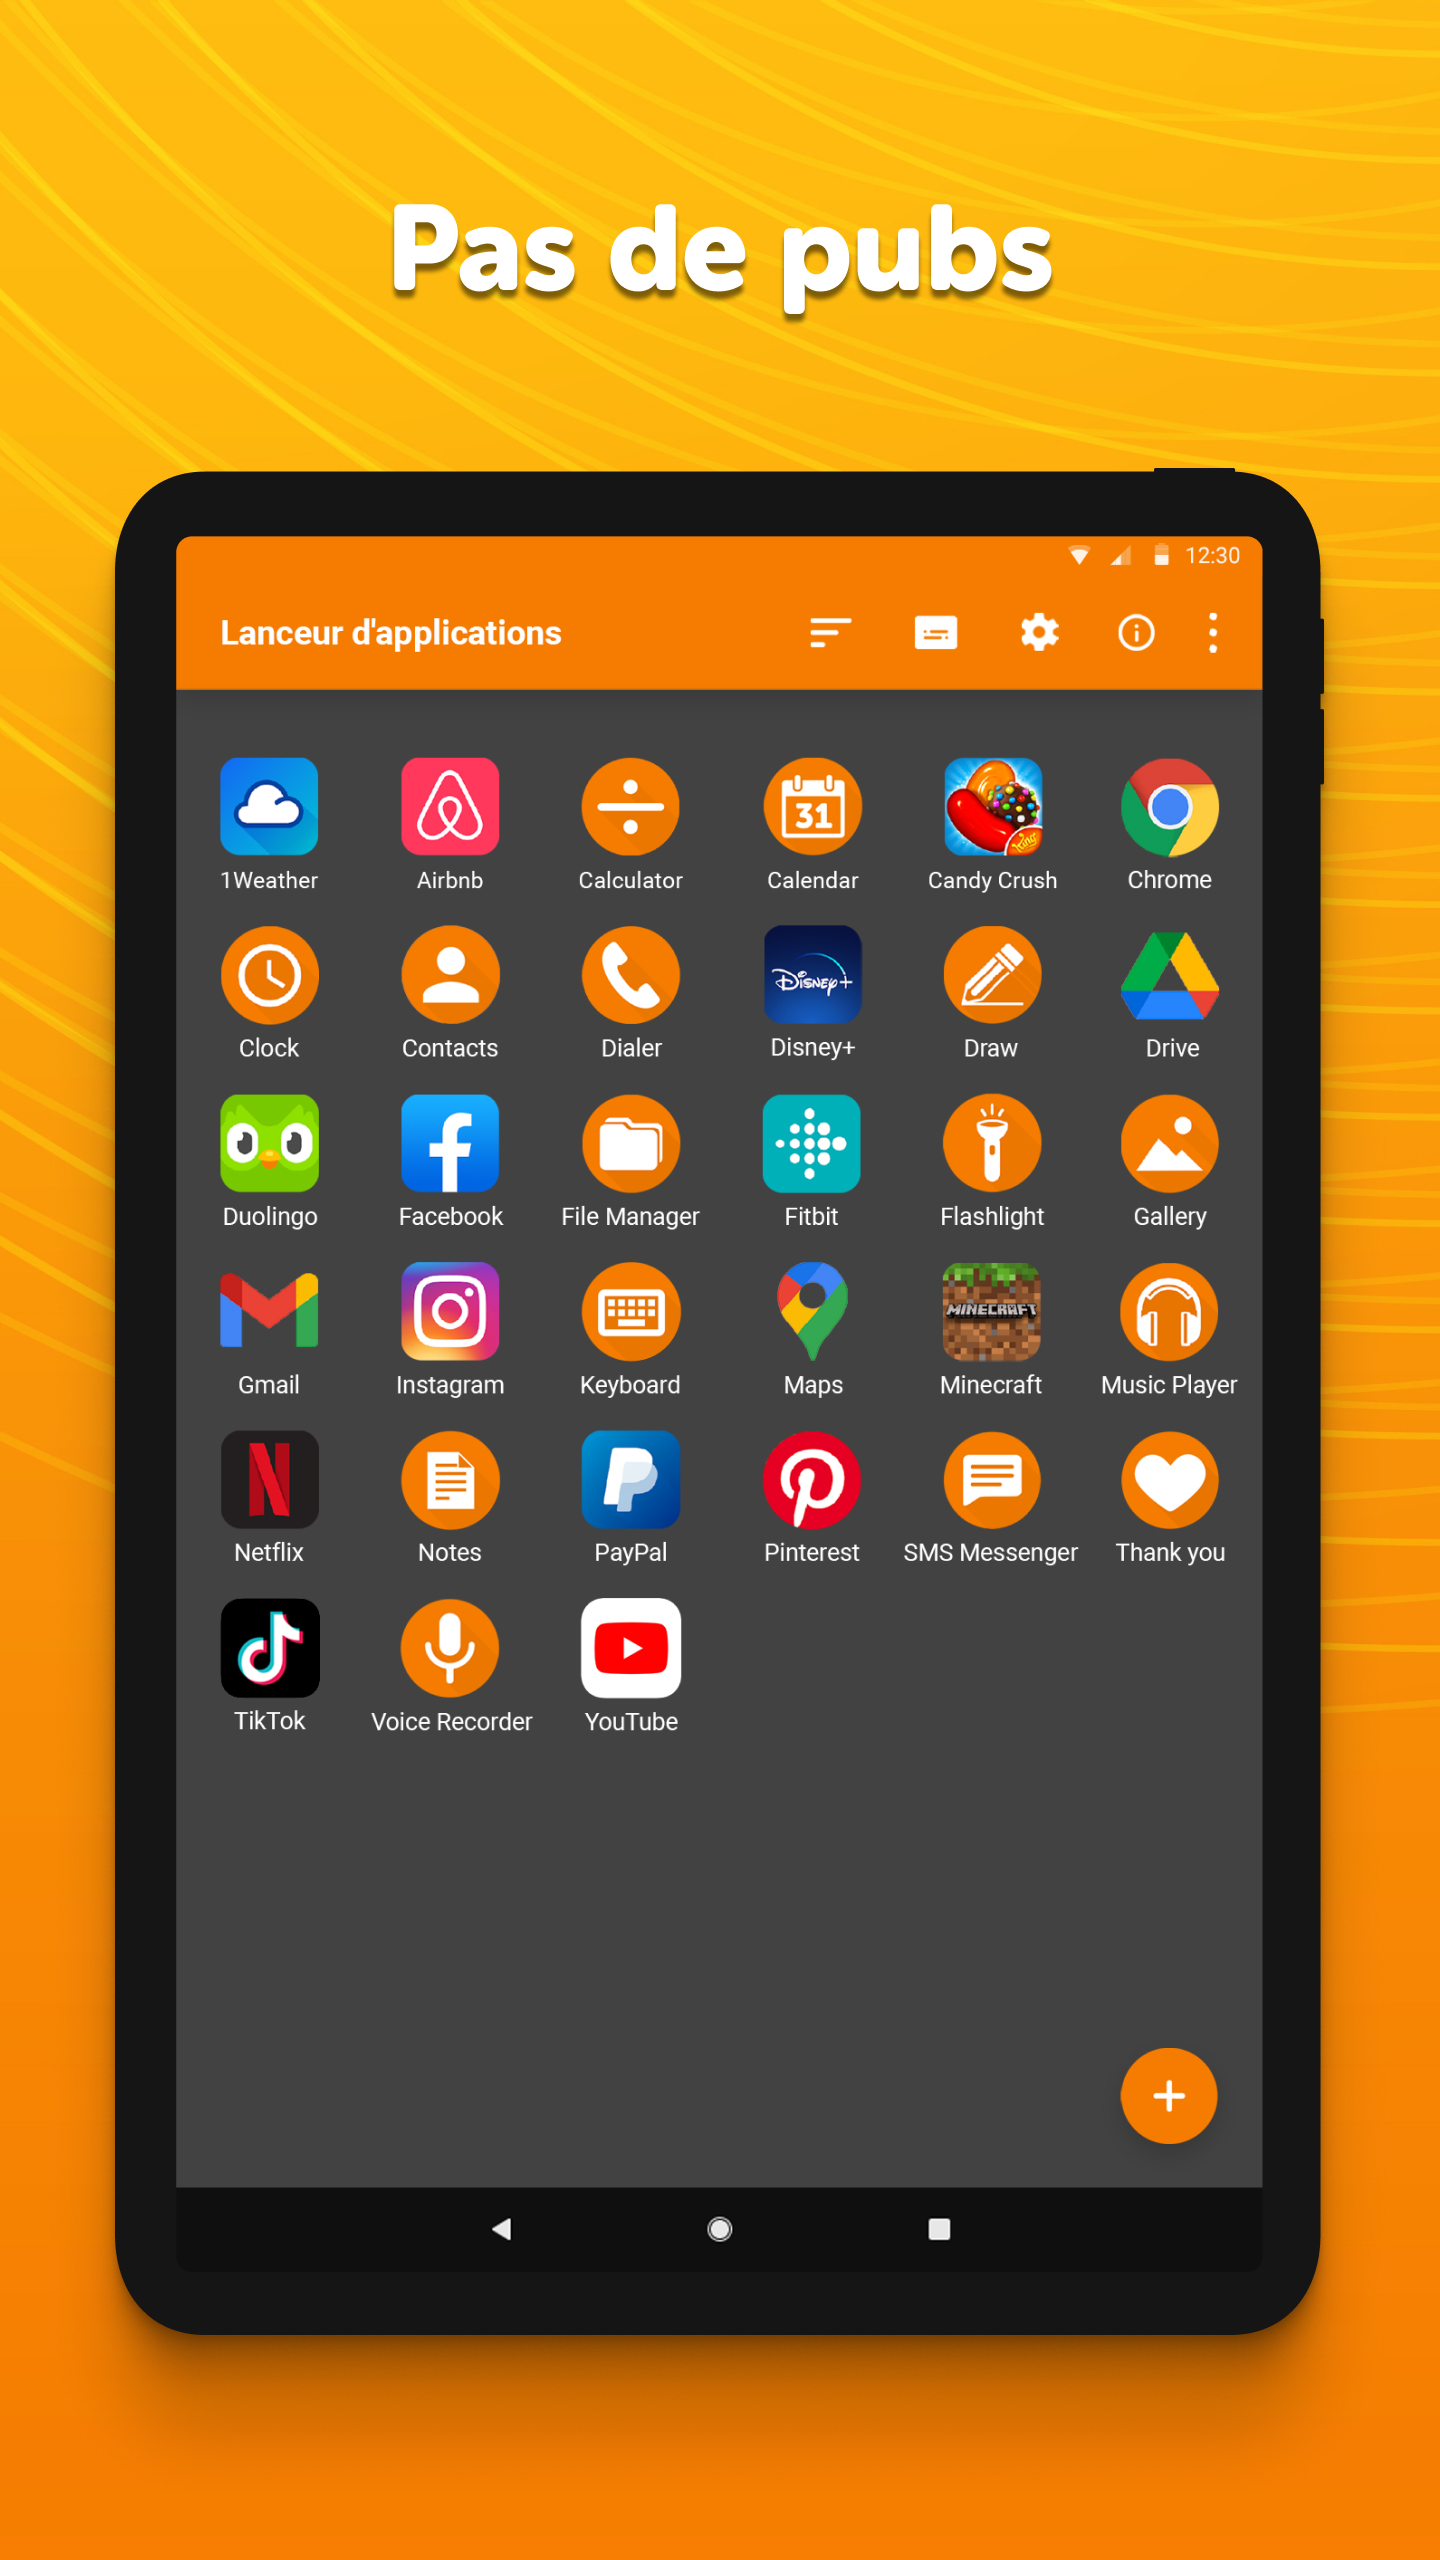 Pas de pubs
12:30
Lanceur d'applications
31
King
1Weather Airbnb Calculator Calendar Candy Crush Chrome
Disney+
Clock Contacts Dialer Disney+ Draw Drive
Duolingo Facebook File Manager Fitbit Flashlight Gallery
MINECRAFT
Gmail Instagram Keyboard Maps Minecraft Music Player
Netflix Notes PayPal Pinterest SMS Messenger Thank you
TikTok Voice Recorder YouTube